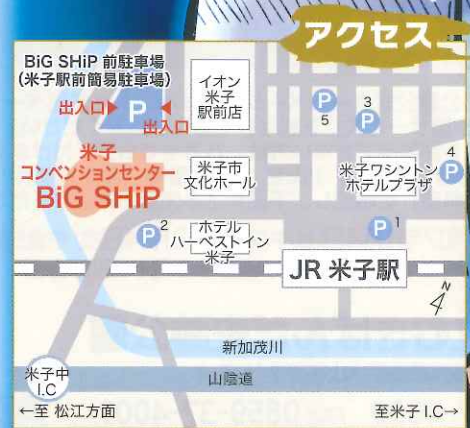 アクセス
BiG SHiP 前駐車場
(米子駅前簡易駐車場)
出入口▶ P ◀出入口
イオン
米子
駅前店
P 5
P 3
米子
コンベンションセンター
BiG SHiP
米子市
文化ホール
米子ワシントン
ホテルプラザ
P 4
P 2
ホテル
ハーベストイン
米子
P 1
JR 米子駅
N
新加茂川
米子中
I.C
山陰道
←至 松江方面
至米子 I.C→